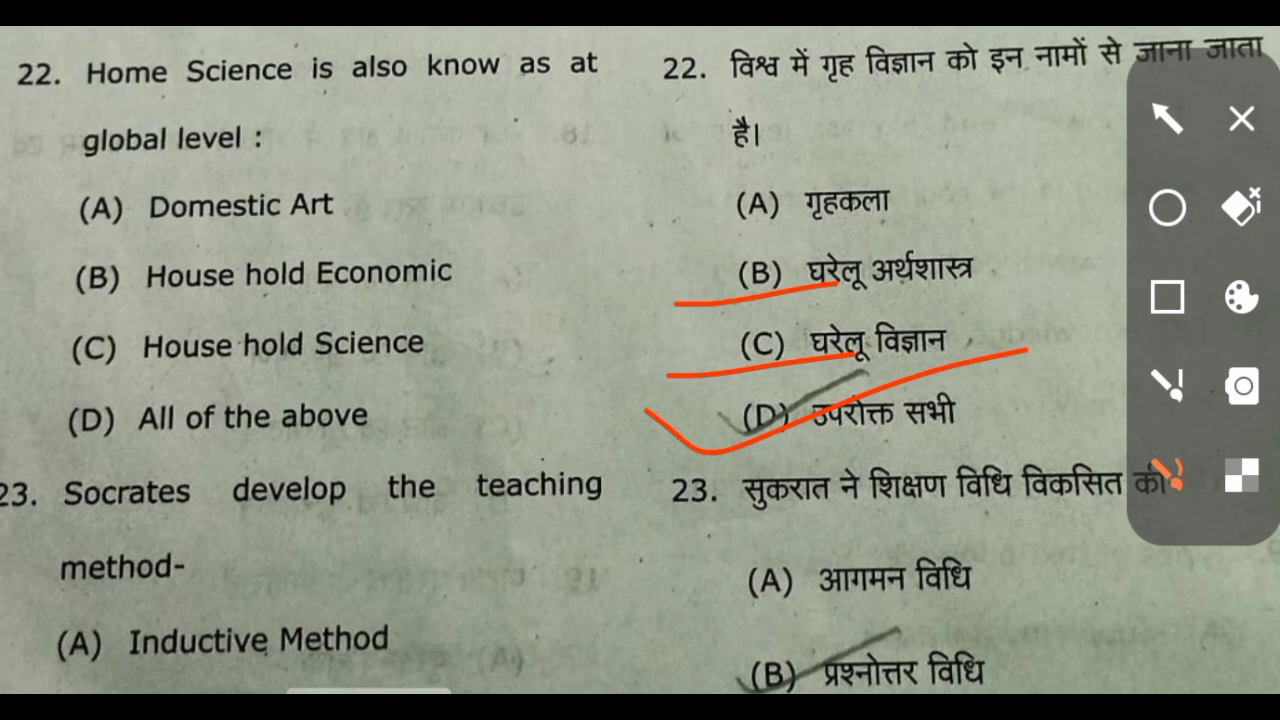 22. Home Science is also know as at
global level :
(A) Domestic Art
(B) House hold Economic
(C) House hold Science
(D) All of the above
23. Socrates develop the teaching
method-
(A) Inductive Method
22. विश्व में गृह विज्ञान को इन नामों से जाना जाता
है।
(A) गृहकला
(B) घरेलू अर्थशास्त्र
(C) घरेलू विज्ञान
(D) उपरोक्त सभी
23. सुकरात ने शिक्षण विधि विकसित की
(A) आगमन विधि
(B) प्रश्नोत्तर विधि